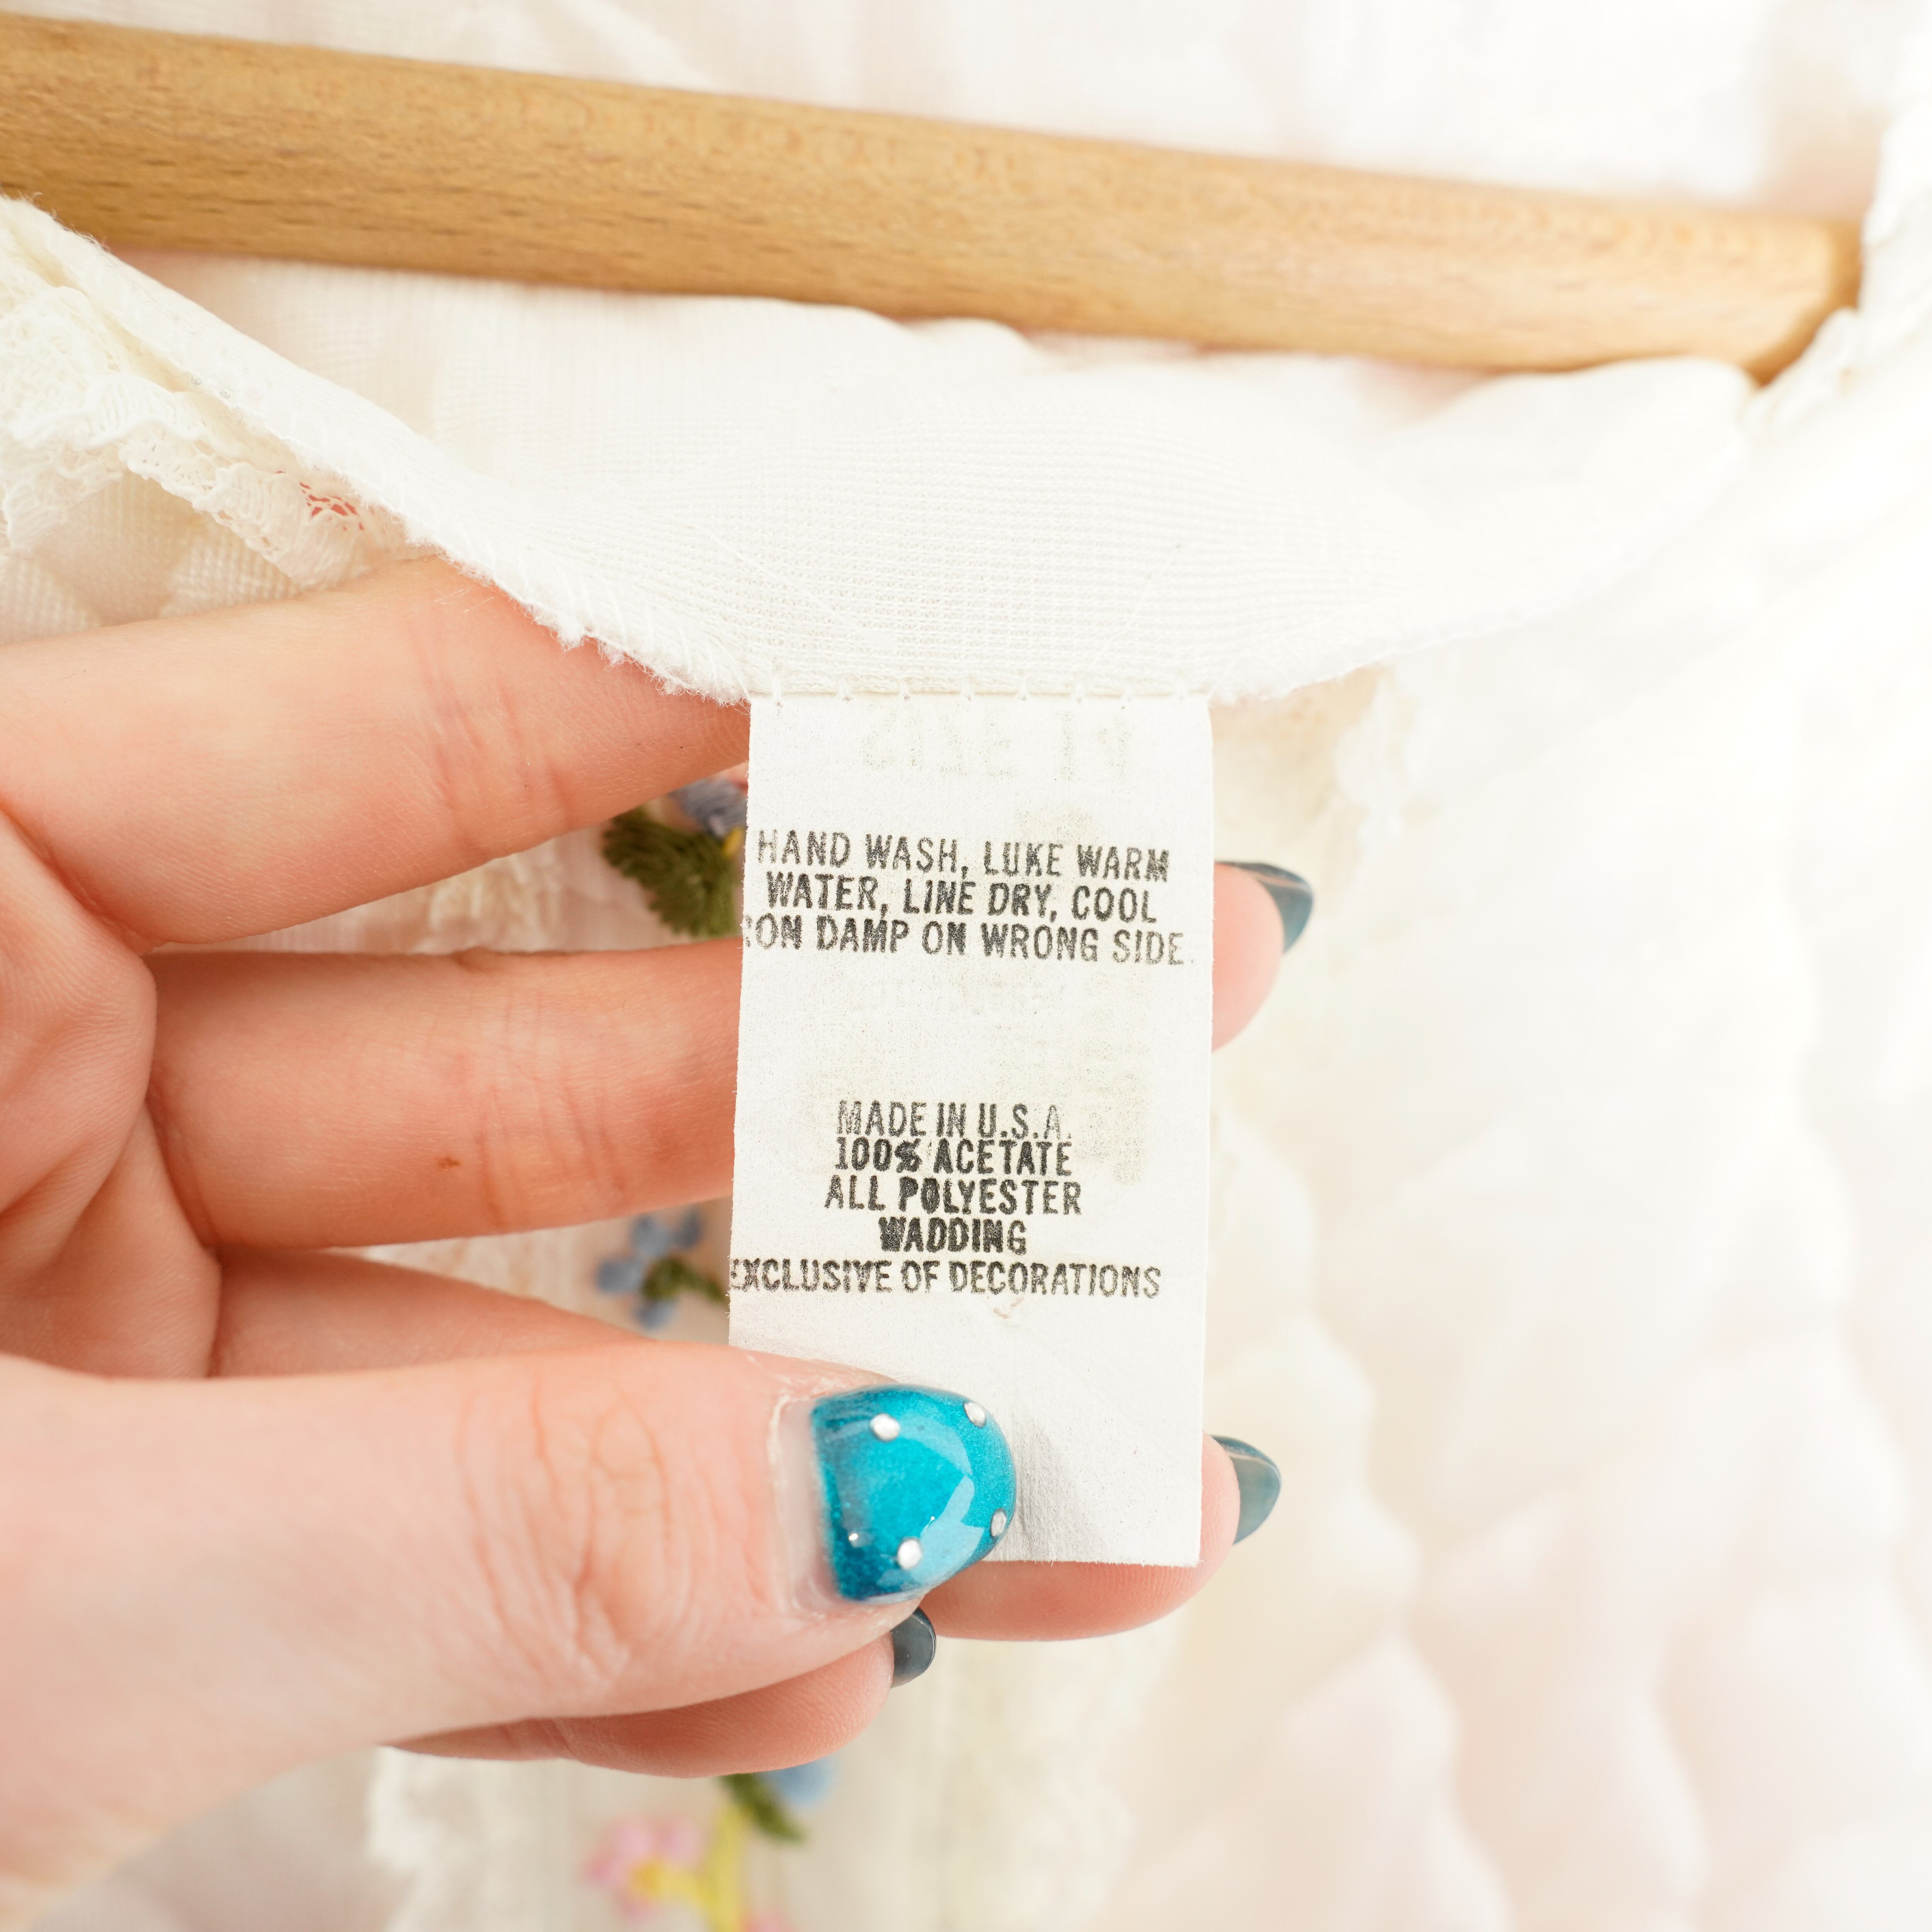 HAND WASH, LUKE WARM
WATER, LINE DRY, COOL
ON DAMP ON WRONG SIDE.
MADE IN U.S.A.
100% ACETATE
ALL POLYESTER
WADDING
EXCLUSIVE OF DECORATIONS